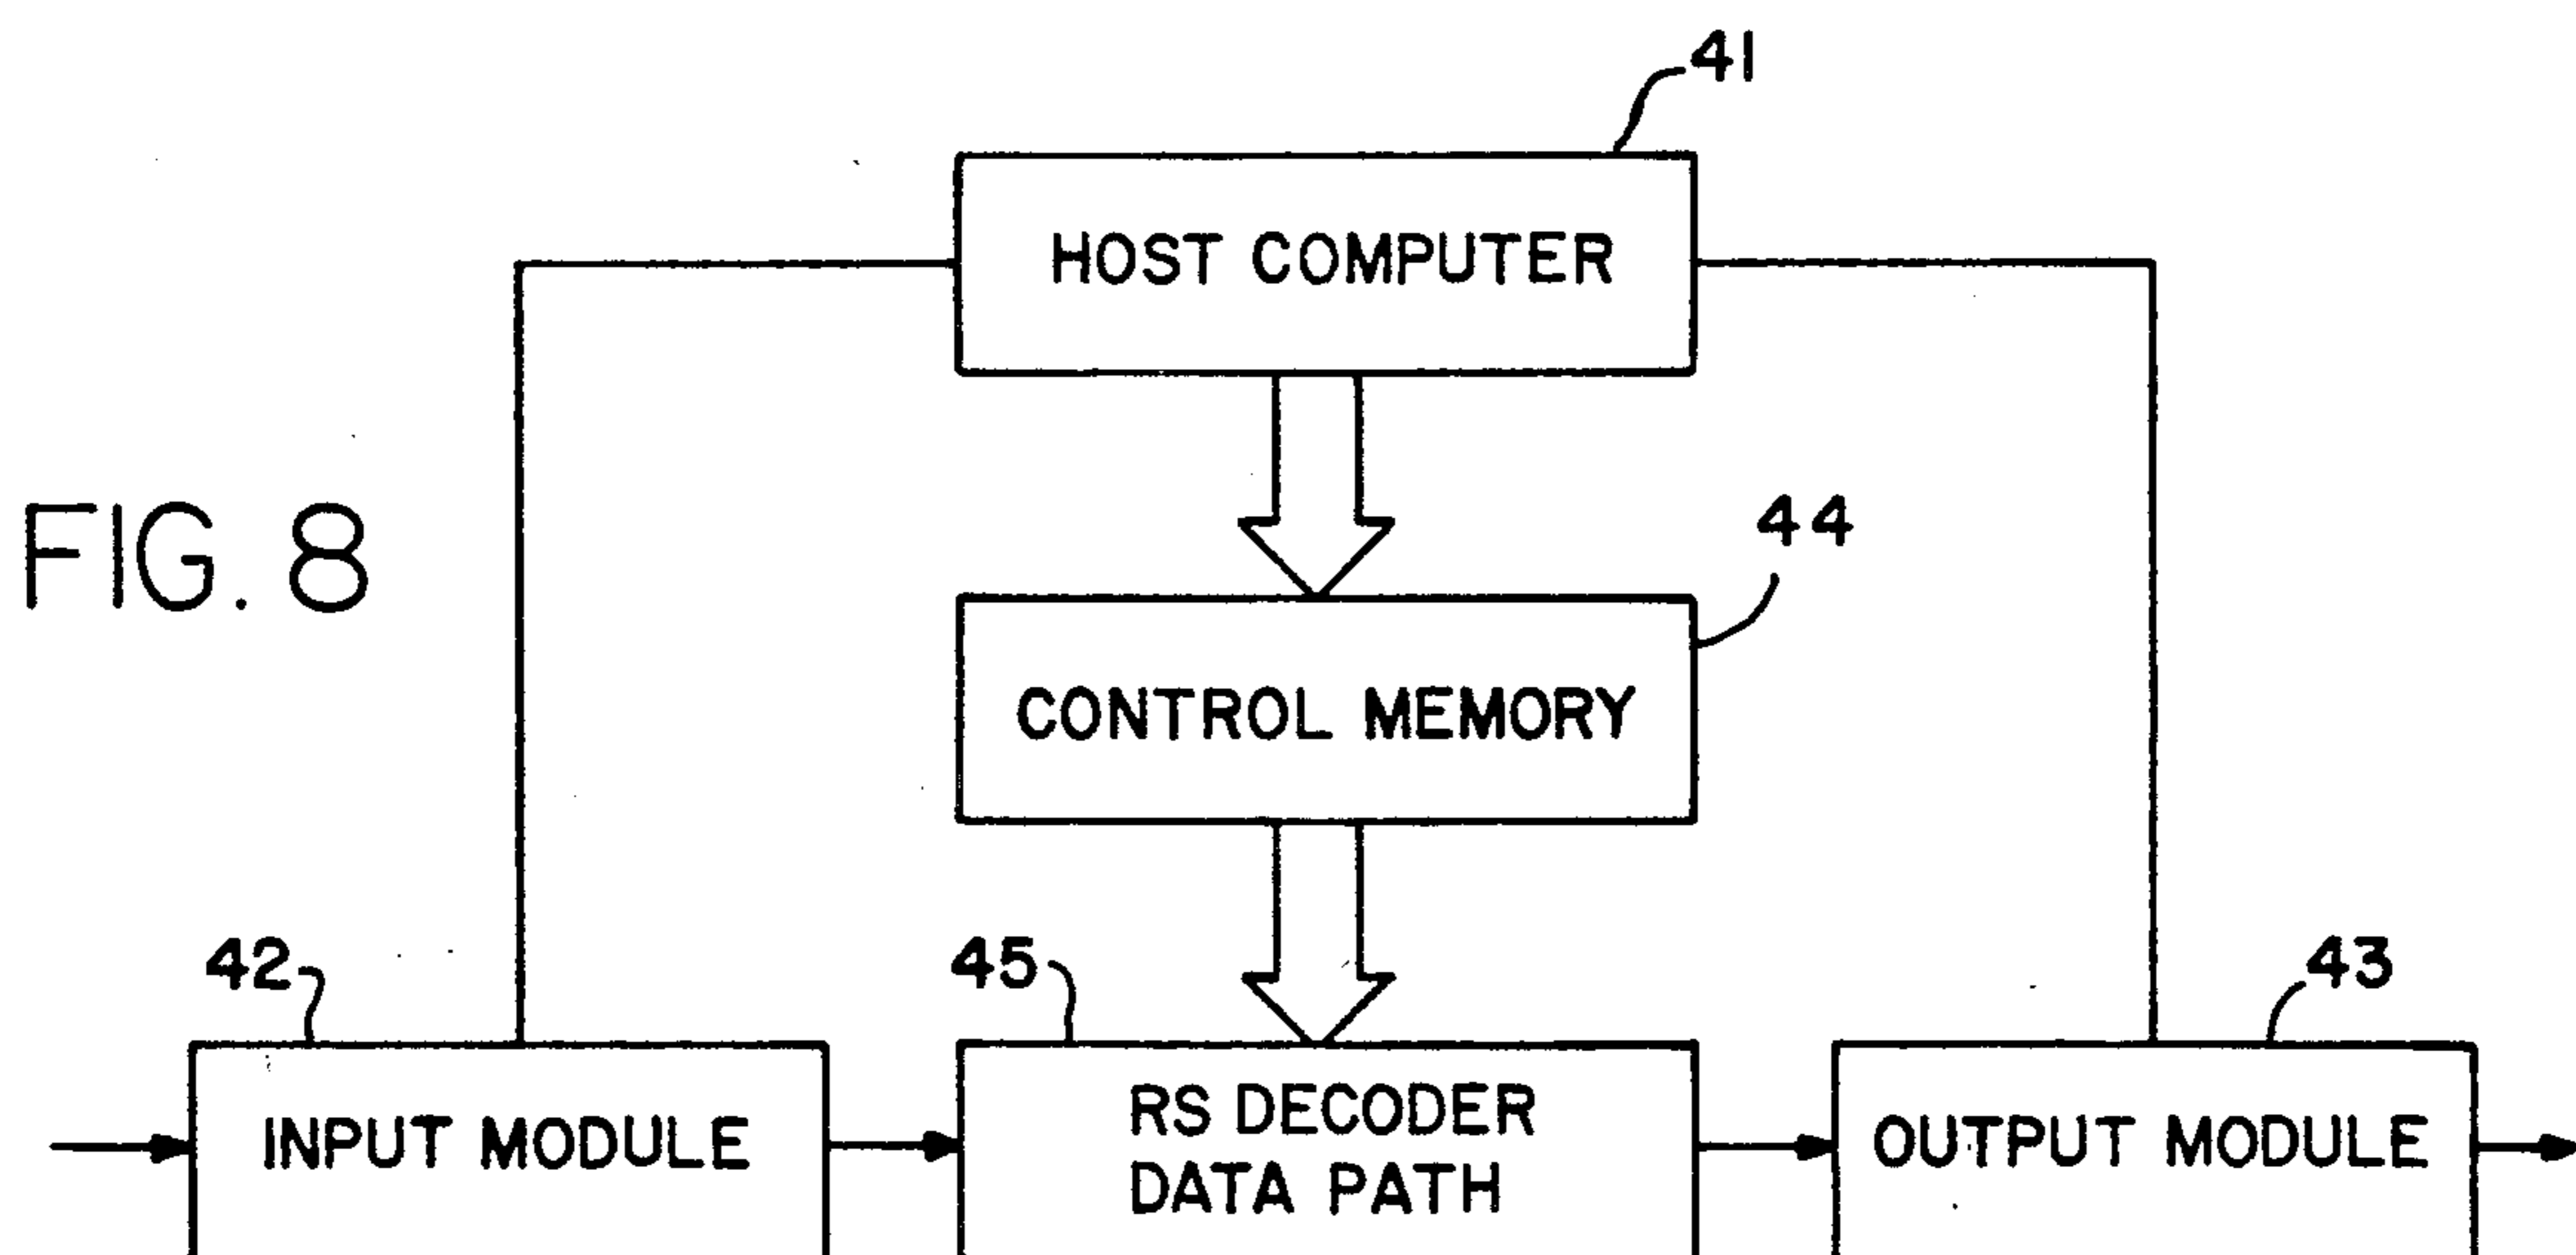 41
HOST COMPUTER
FIG. 8
44
CONTROL MEMORY
42
45
43
INPUT MODULE
RS DECODER
DATA PATH
OUTPUT MODULE